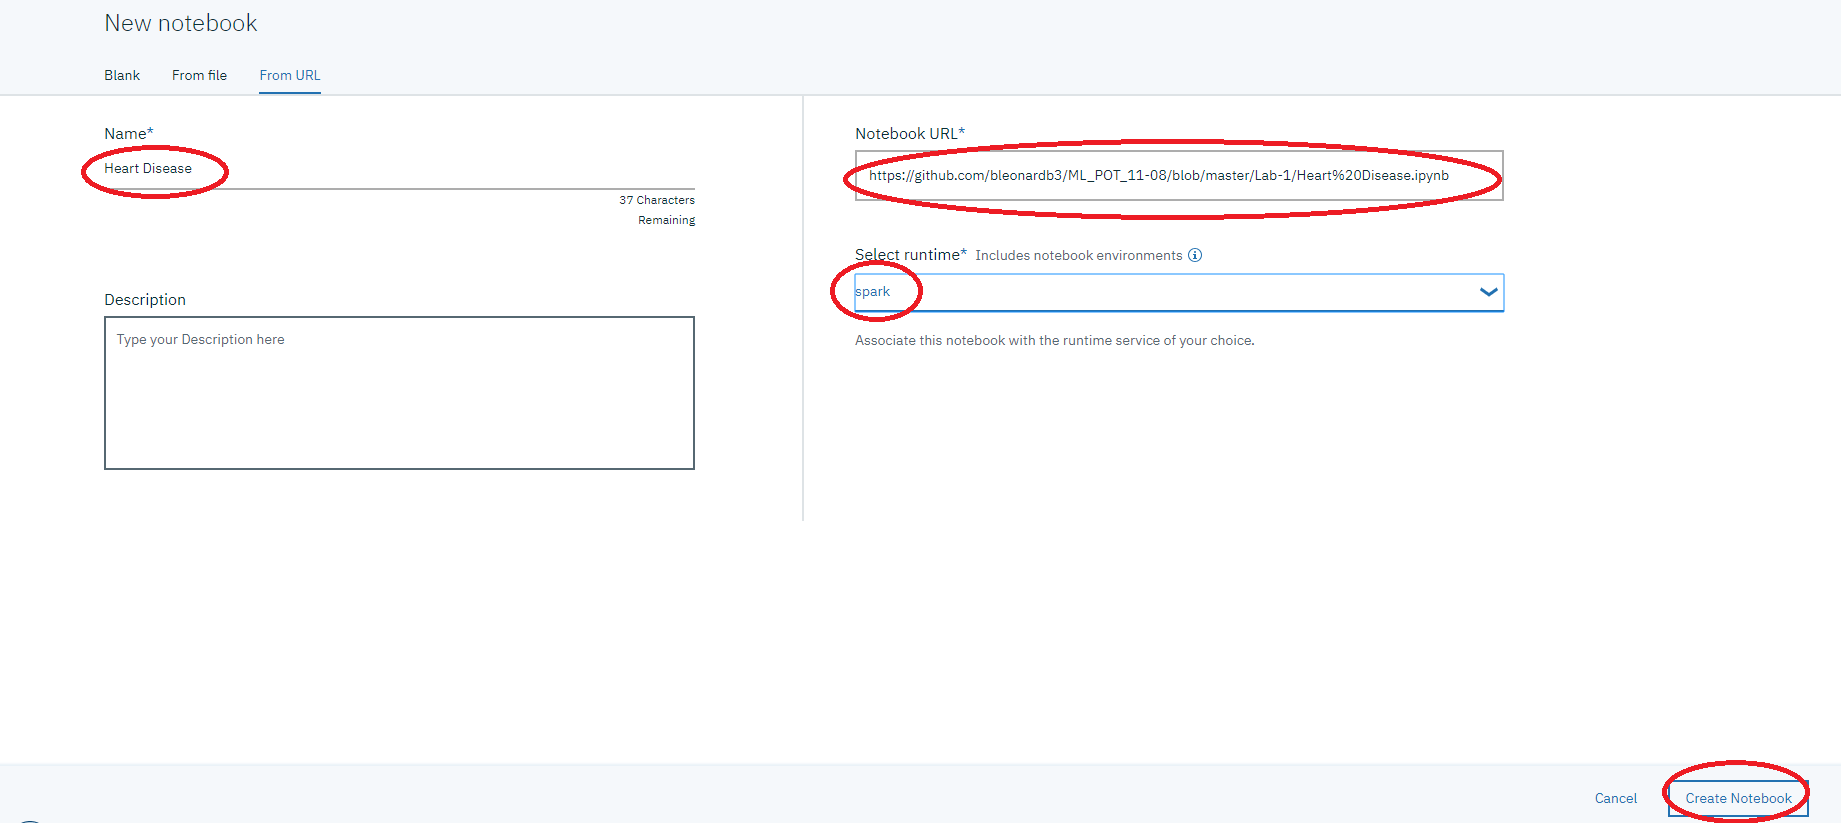 New notebook
Blank From file From URL
Name*
Heart Disease
37 Characters
Remaining
Description
Type your Description here
Notebook URL*
https://github.com/bleonardb3/ML_POT_11-08/blob/master/Lab-1/Heart%20Disease.ipynb
Select runtime* Includes notebook environments
spark
Associate this notebook with the runtime service of your choice.
Cancel Create Notebook